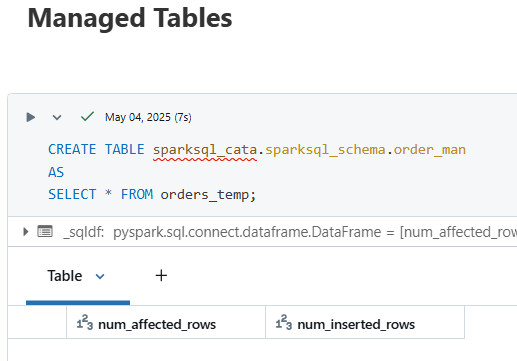 Managed Tables
May 04, 2025 (7s)
CREATE TABLE sparksql_cata.sparksql_schema.order_man
AS
SELECT * FROM orders_temp;
_sqldf: pyspark.sql.connect.dataframe.DataFrame = [num_affected_row
Table +
123 num_affected_rows 123 num_inserted_rows